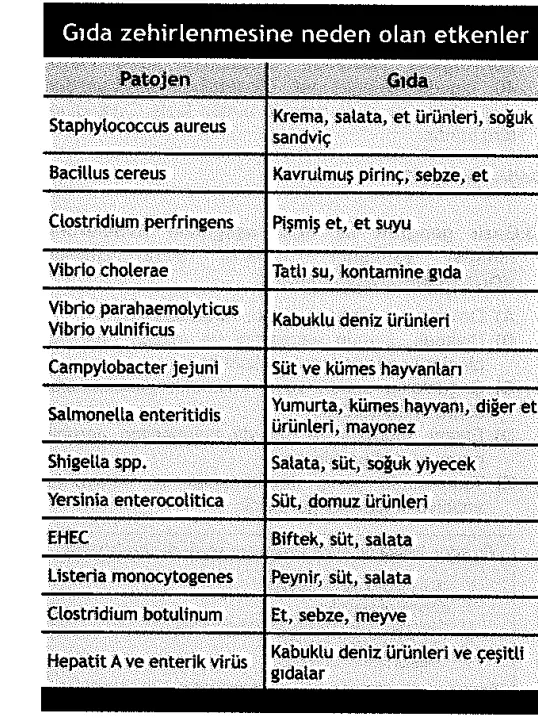 Gıda zehirlenmesine neden olan etkenler
Patojen Gıda
Staphylococcus aureus Krema, salata, et ürünleri, soğuk
sandviç
Bacillus cereus Kavrulmuş pirinç, sebze, et
Clostridium perfringens Pişmiş et, et suyu
Vibrio cholerae Tatlı su, kontamine gıda
Vibrio parahaemolyticus
Vibrio vulnificus Kabuklu deniz ürünleri
Campylobacter jejuni Süt ve kümes hayvanları
Salmonella enteritidis Yumurta, kümes hayvanı, diğer et
ürünleri, mayonez
Shigella spp. Salata, süt, soğuk yiyecek
Yersinia enterocolitica Süt, domuz ürünleri
EHEC Biftek, süt, salata
Listeria monocytogenes Peynir, süt, salata
Clostridium botulinum Et, sebze, meyve
Hepatit A ve enterik virüs Kabuklu deniz ürünleri ve çeşitli
gıdalar